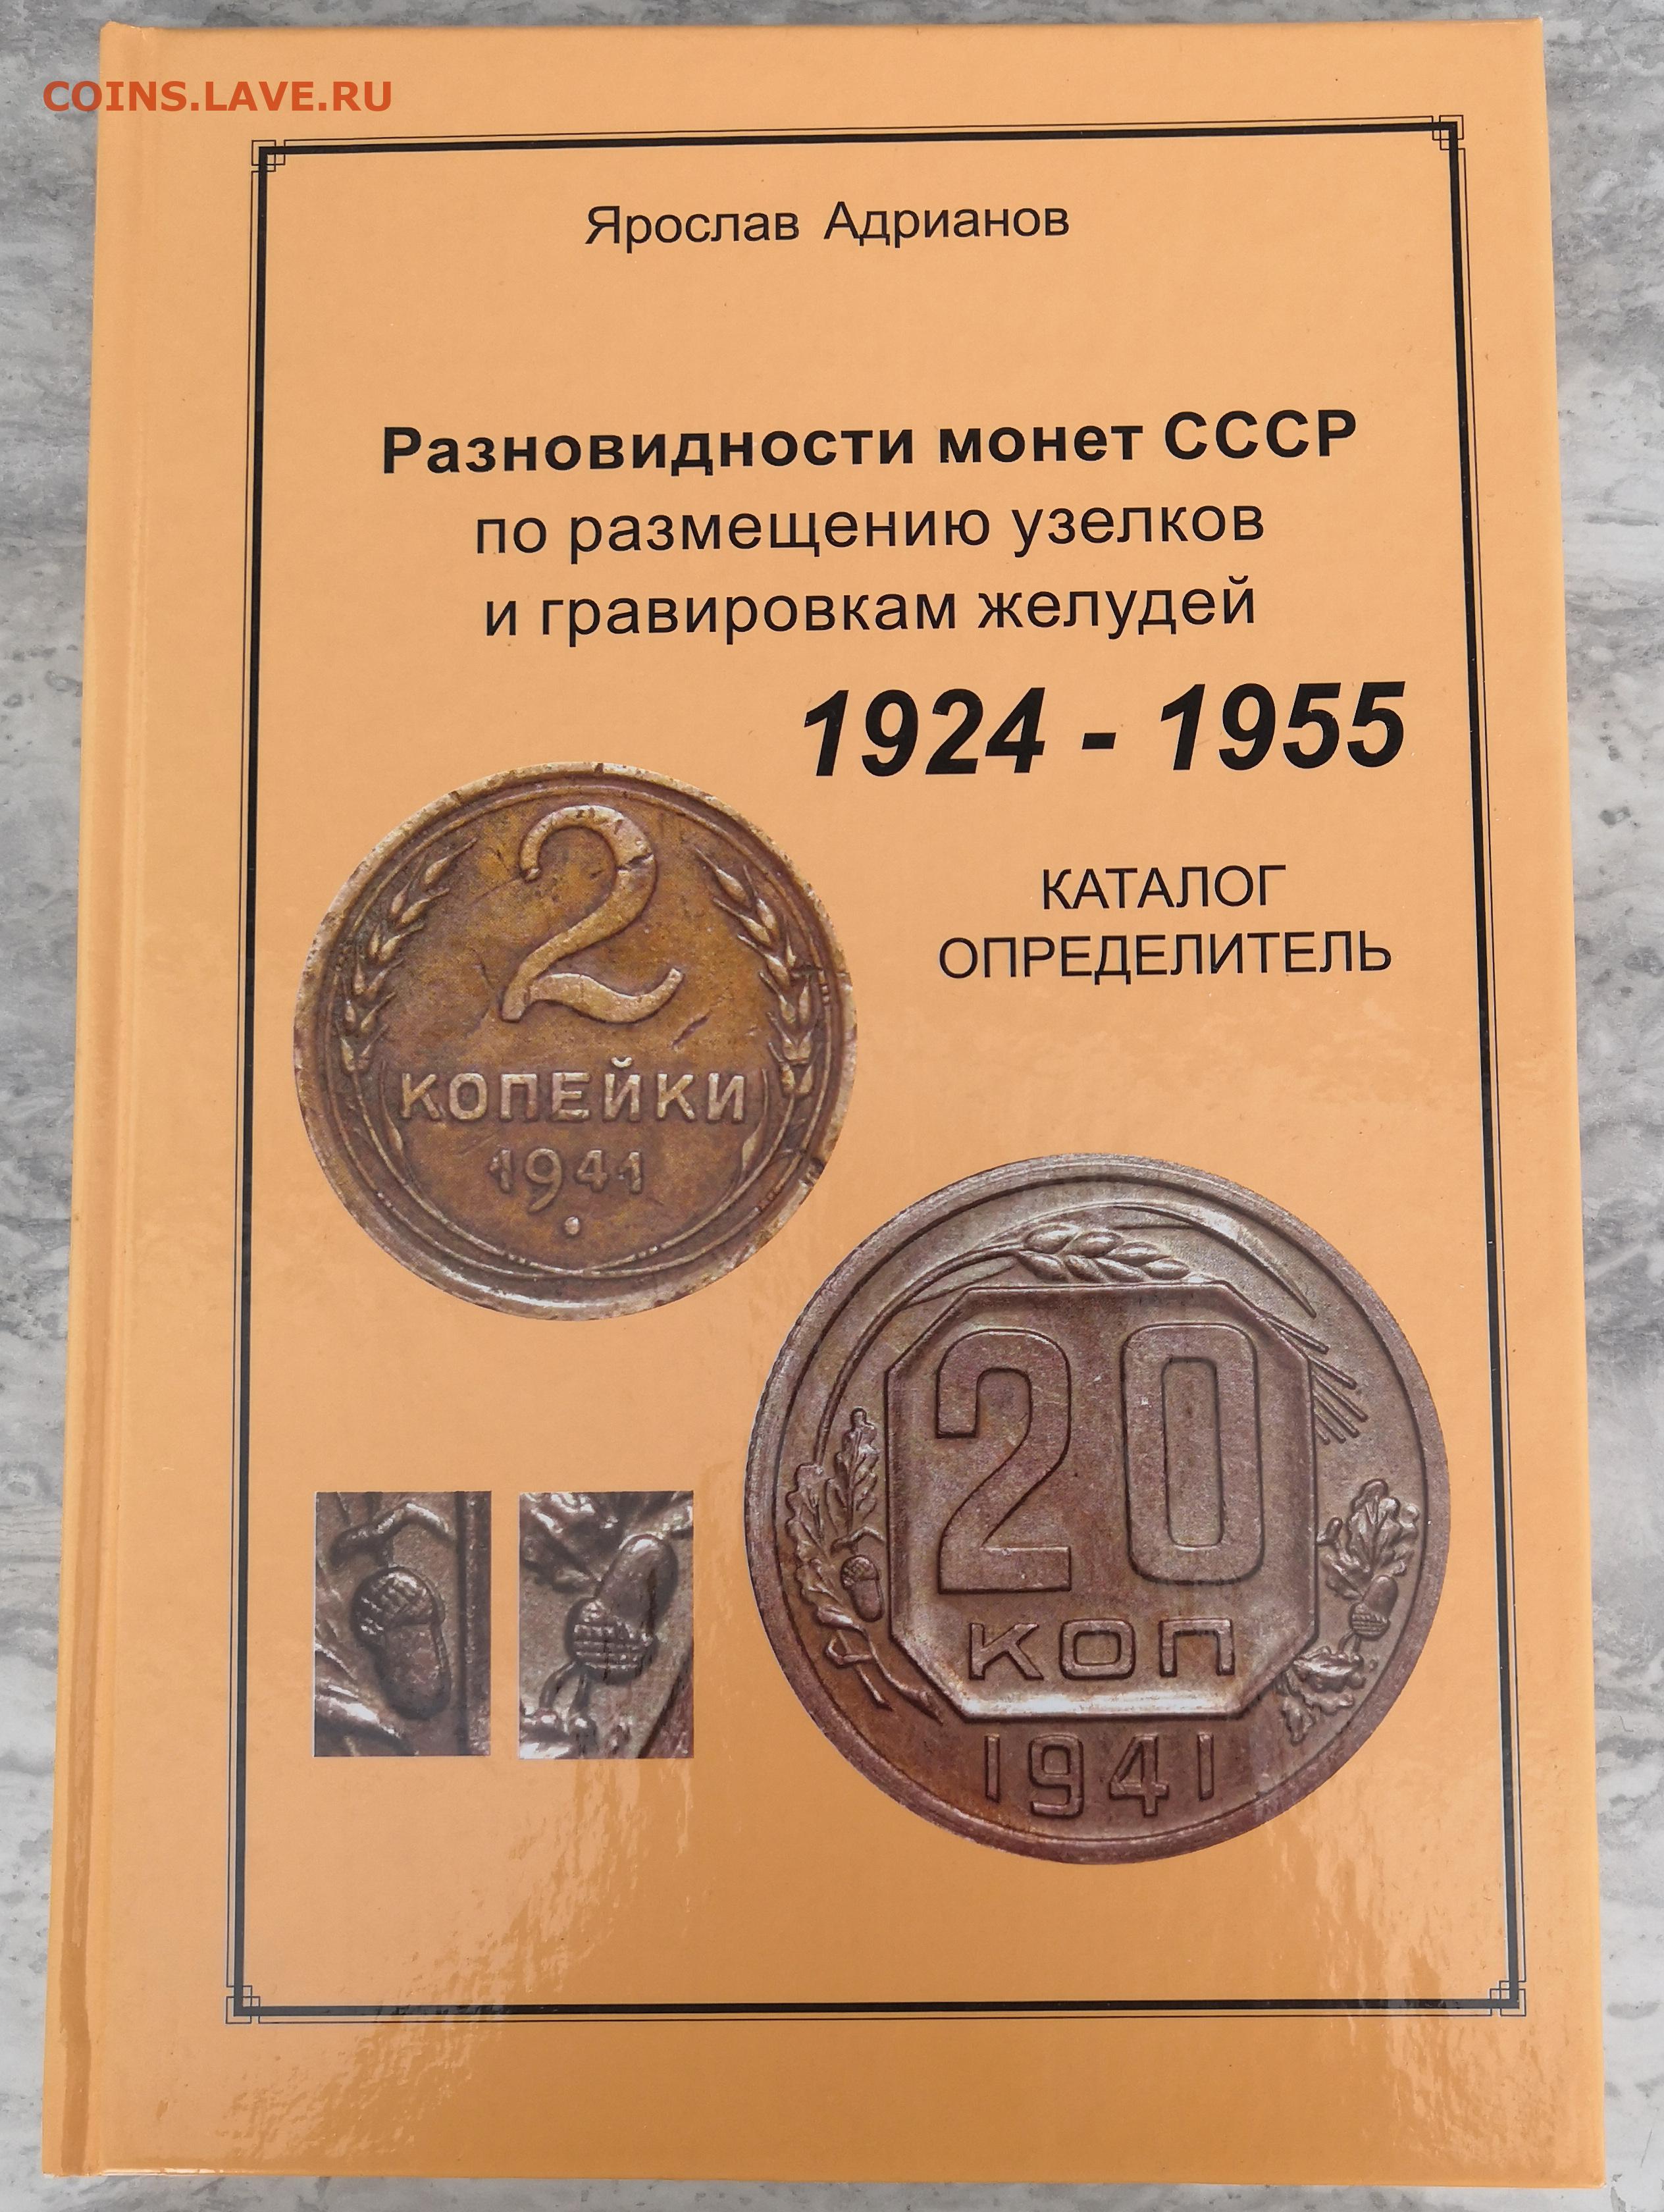 COINS.LAVE.RU
Ярослав Адрианов
Разновидности монет СССР
по размещению узелков
и гравировкам желудей
1924 - 1955
КАТАЛОГ
ОПРЕДЕЛИТЕЛЬ
2
КОПЕЙКИ
1941
20
КОП
1941